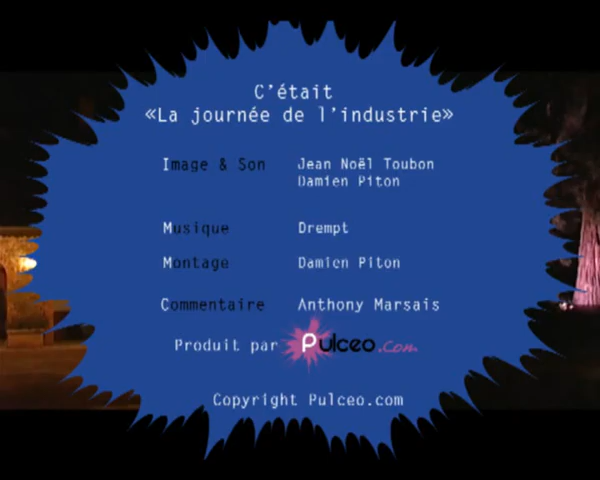 C'était
«La journée de l'industrie»
Image & Son Jean Noël Toubon
Damien Piton
Musique Drempt
Montage Damien Piton
Commentaire Anthony Marsais
Produit par Pulceo.com
Copyright Pulceo.com